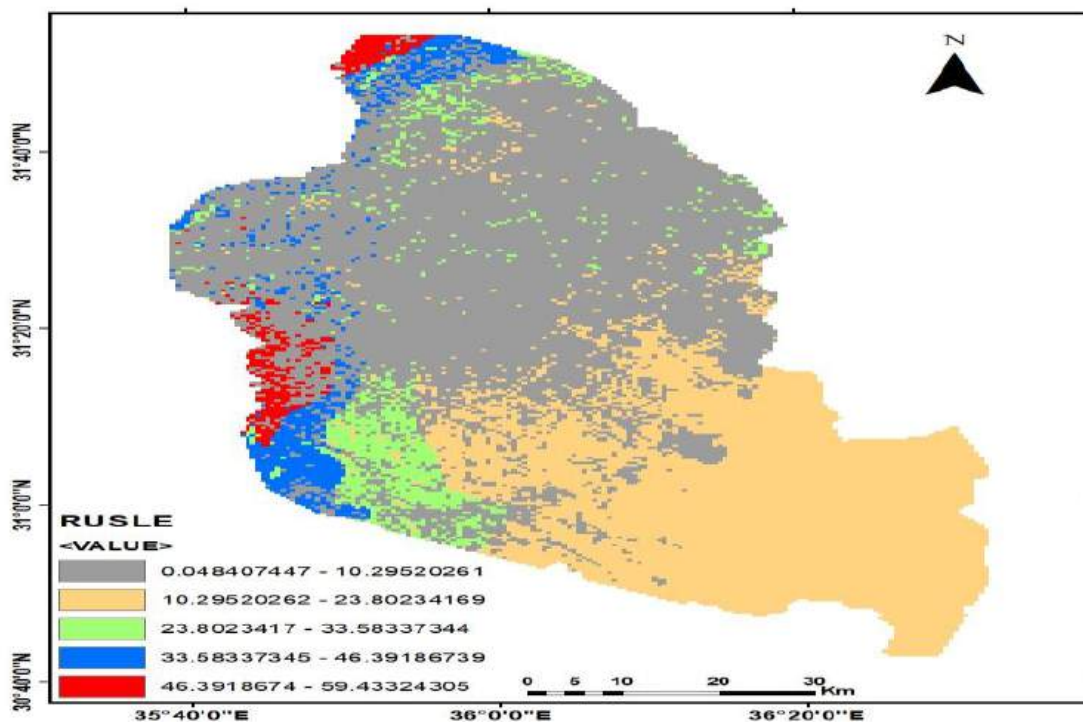 N
31°40'0"N
31°20'0"N
31°0'0"N
30°40'0"N
RUSLE
<VALUE>
0.048407447 - 10.29520261
10.29520262 - 23.80234169
23.8023417 - 33.58337344
33.58337345 - 46.39186739
46.3918674 - 59.43324305
0 5 10 20 30
Km
35°40'0"E 36°0'0"E 36°20'0"E